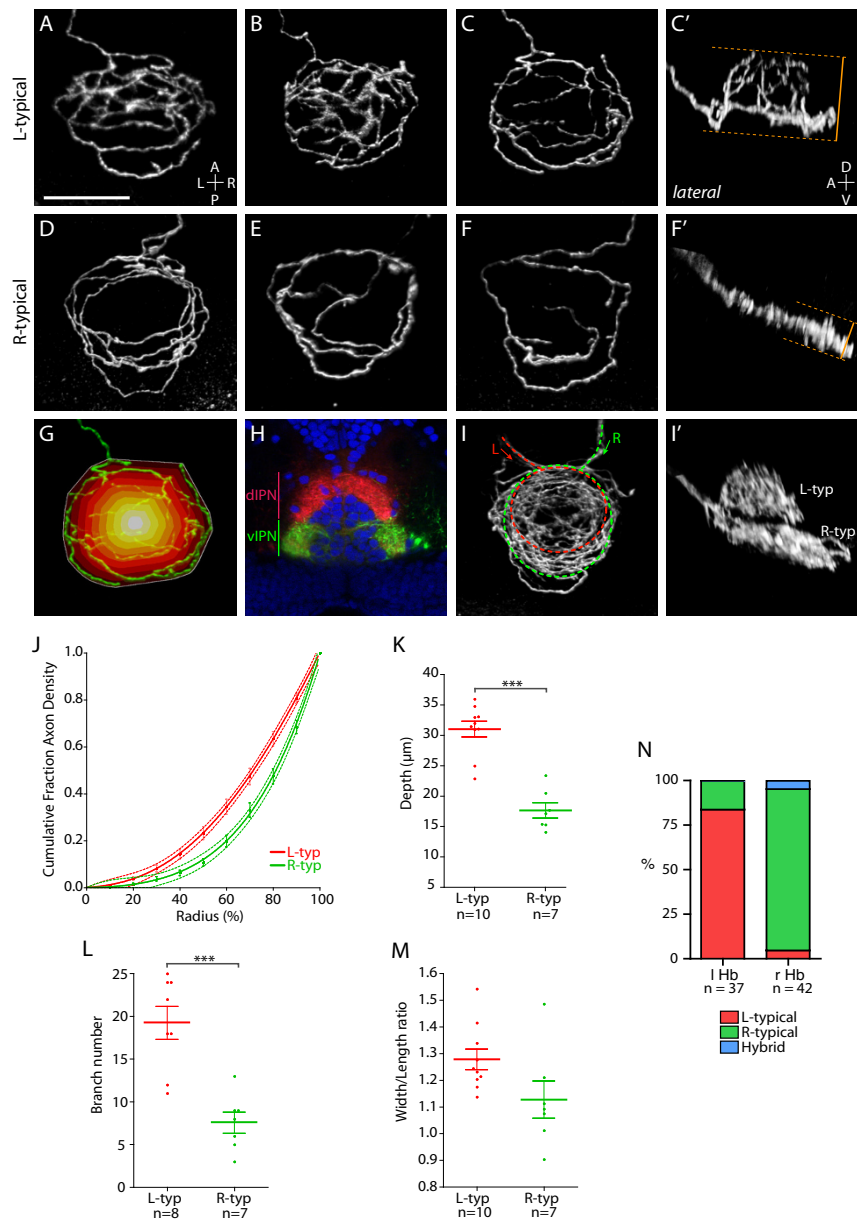 A
B
C
C′
L-typical
A
L R
P
lateral
D
A
V
D
E
F
F′
R-typical
G
H
I
I′
dIPN
vIPN
L
R
L-typ
R-typ
J
Cumulative Fraction Axon Density
1.0
0.8
0.6
0.4
0.2
0.0
0 20 40 60 80 100
Radius (%)
L-typ
R-typ
K
Depth (µm)
40
35
30
25
20
15
10
5
***
L-typ R-typ
n=10 n=7
N
100
75
50
25
0
%
l Hb r Hb
n = 37 n = 42
L-typical
R-typical
Hybrid
L
Branch number
25
20
15
10
5
0
***
L-typ R-typ
n=8 n=7
M
Width/Length ratio
1.6
1.5
1.4
1.3
1.2
1.1
1.0
0.9
0.8
L-typ R-typ
n=10 n=7